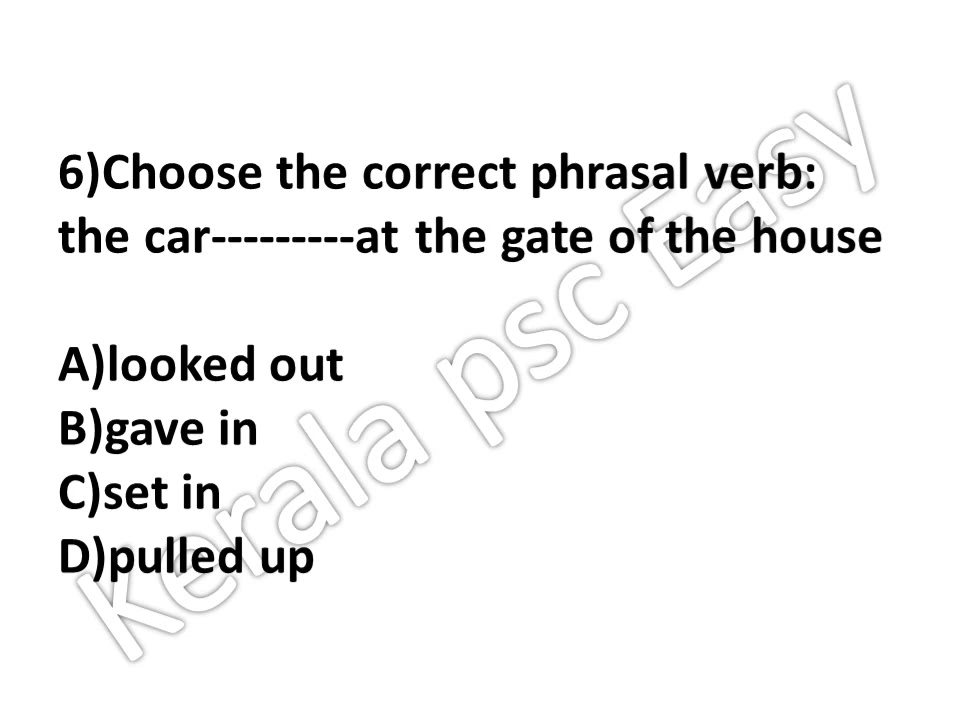 6)Choose the correct phrasal verb:
the car---------at the gate of the house
A)looked out
B)gave in
C)set in
D)pulled up
Kerala psc Easy